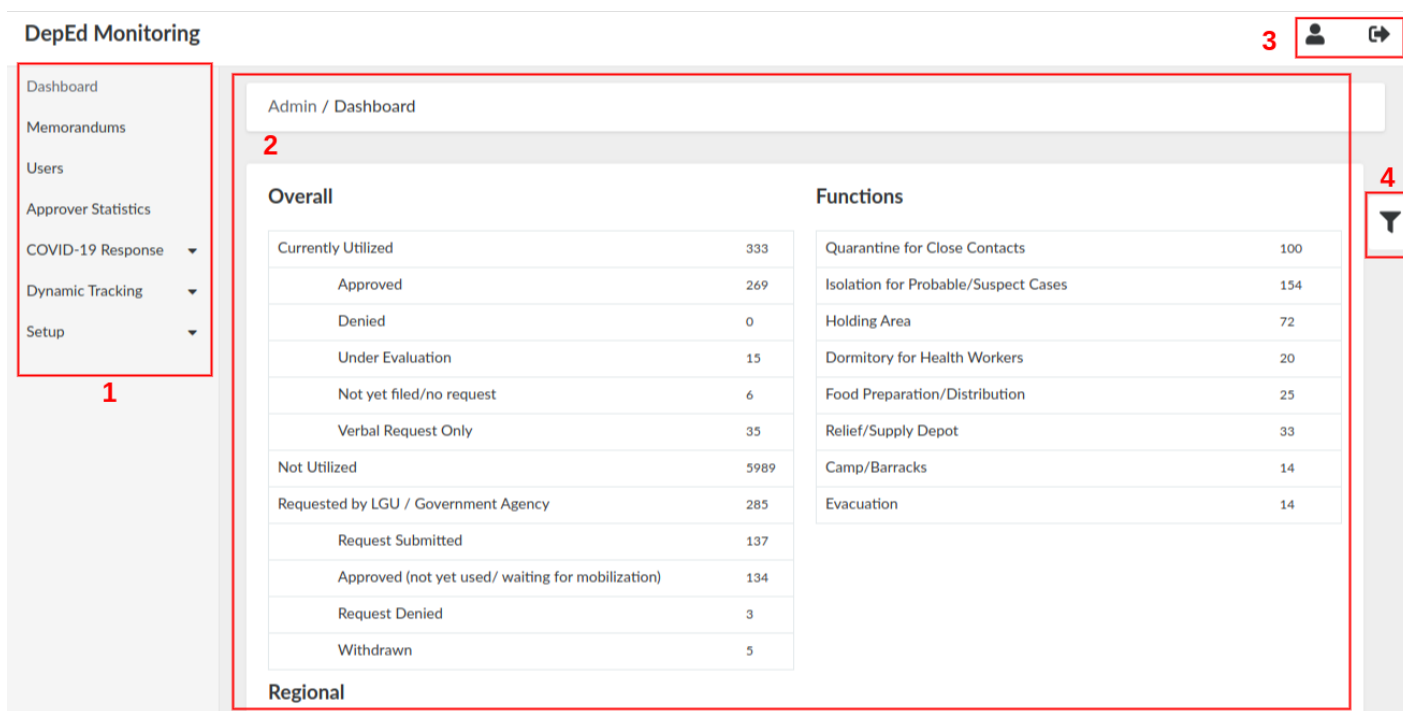 DepEd Monitoring
3
Dashboard
Memorandums
Users
Approver Statistics
COVID-19 Response
Dynamic Tracking
Setup
1
Admin / Dashboard
2
4
Overall
Currently Utilized 333
Approved 269
Denied 0
Under Evaluation 15
Not yet filed/no request 6
Verbal Request Only 35
Not Utilized 5989
Requested by LGU / Government Agency 285
Request Submitted 137
Approved (not yet used/ waiting for mobilization) 134
Request Denied 3
Withdrawn 5
Functions
Quarantine for Close Contacts 100
Isolation for Probable/Suspect Cases 154
Holding Area 72
Dormitory for Health Workers 20
Food Preparation/Distribution 25
Relief/Supply Depot 33
Camp/Barracks 14
Evacuation 14
Regional